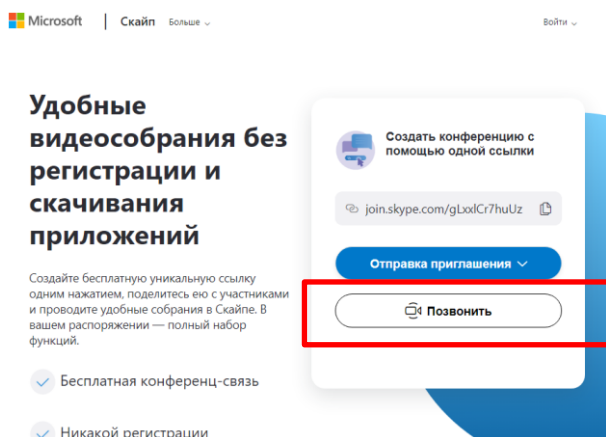 Microsoft | Скайп Больше
Войти
Удобные
видеособрания без
регистрации и
скачивания
приложений
Создайте бесплатную уникальную ссылку
одним нажатием, поделитесь ею с участниками
и проводите удобные собрания в Скайпе. В
вашем распоряжении — полный набор
функций.
Бесплатная конференц-связь
Никакой регистрации
Создать конференцию с
помощью одной ссылки
join.skype.com/gLxxlCr7huUz
Отправка приглашения
Позвонить